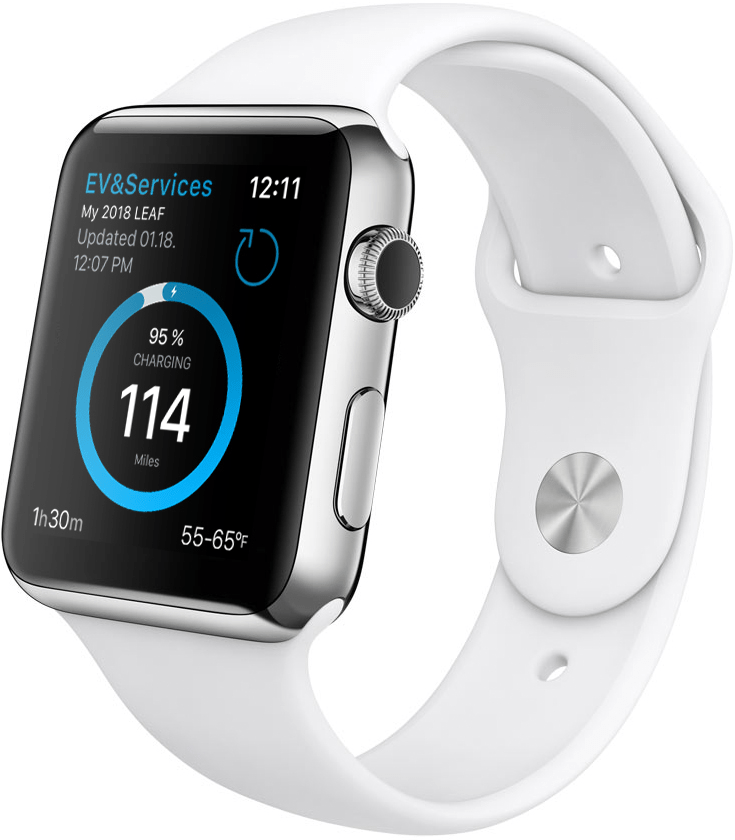 EV&Services 12:11
My 2018 LEAF
Updated 01.18.
12:07 PM
95 %
CHARGING
114
Miles
1h30m 55-65°F